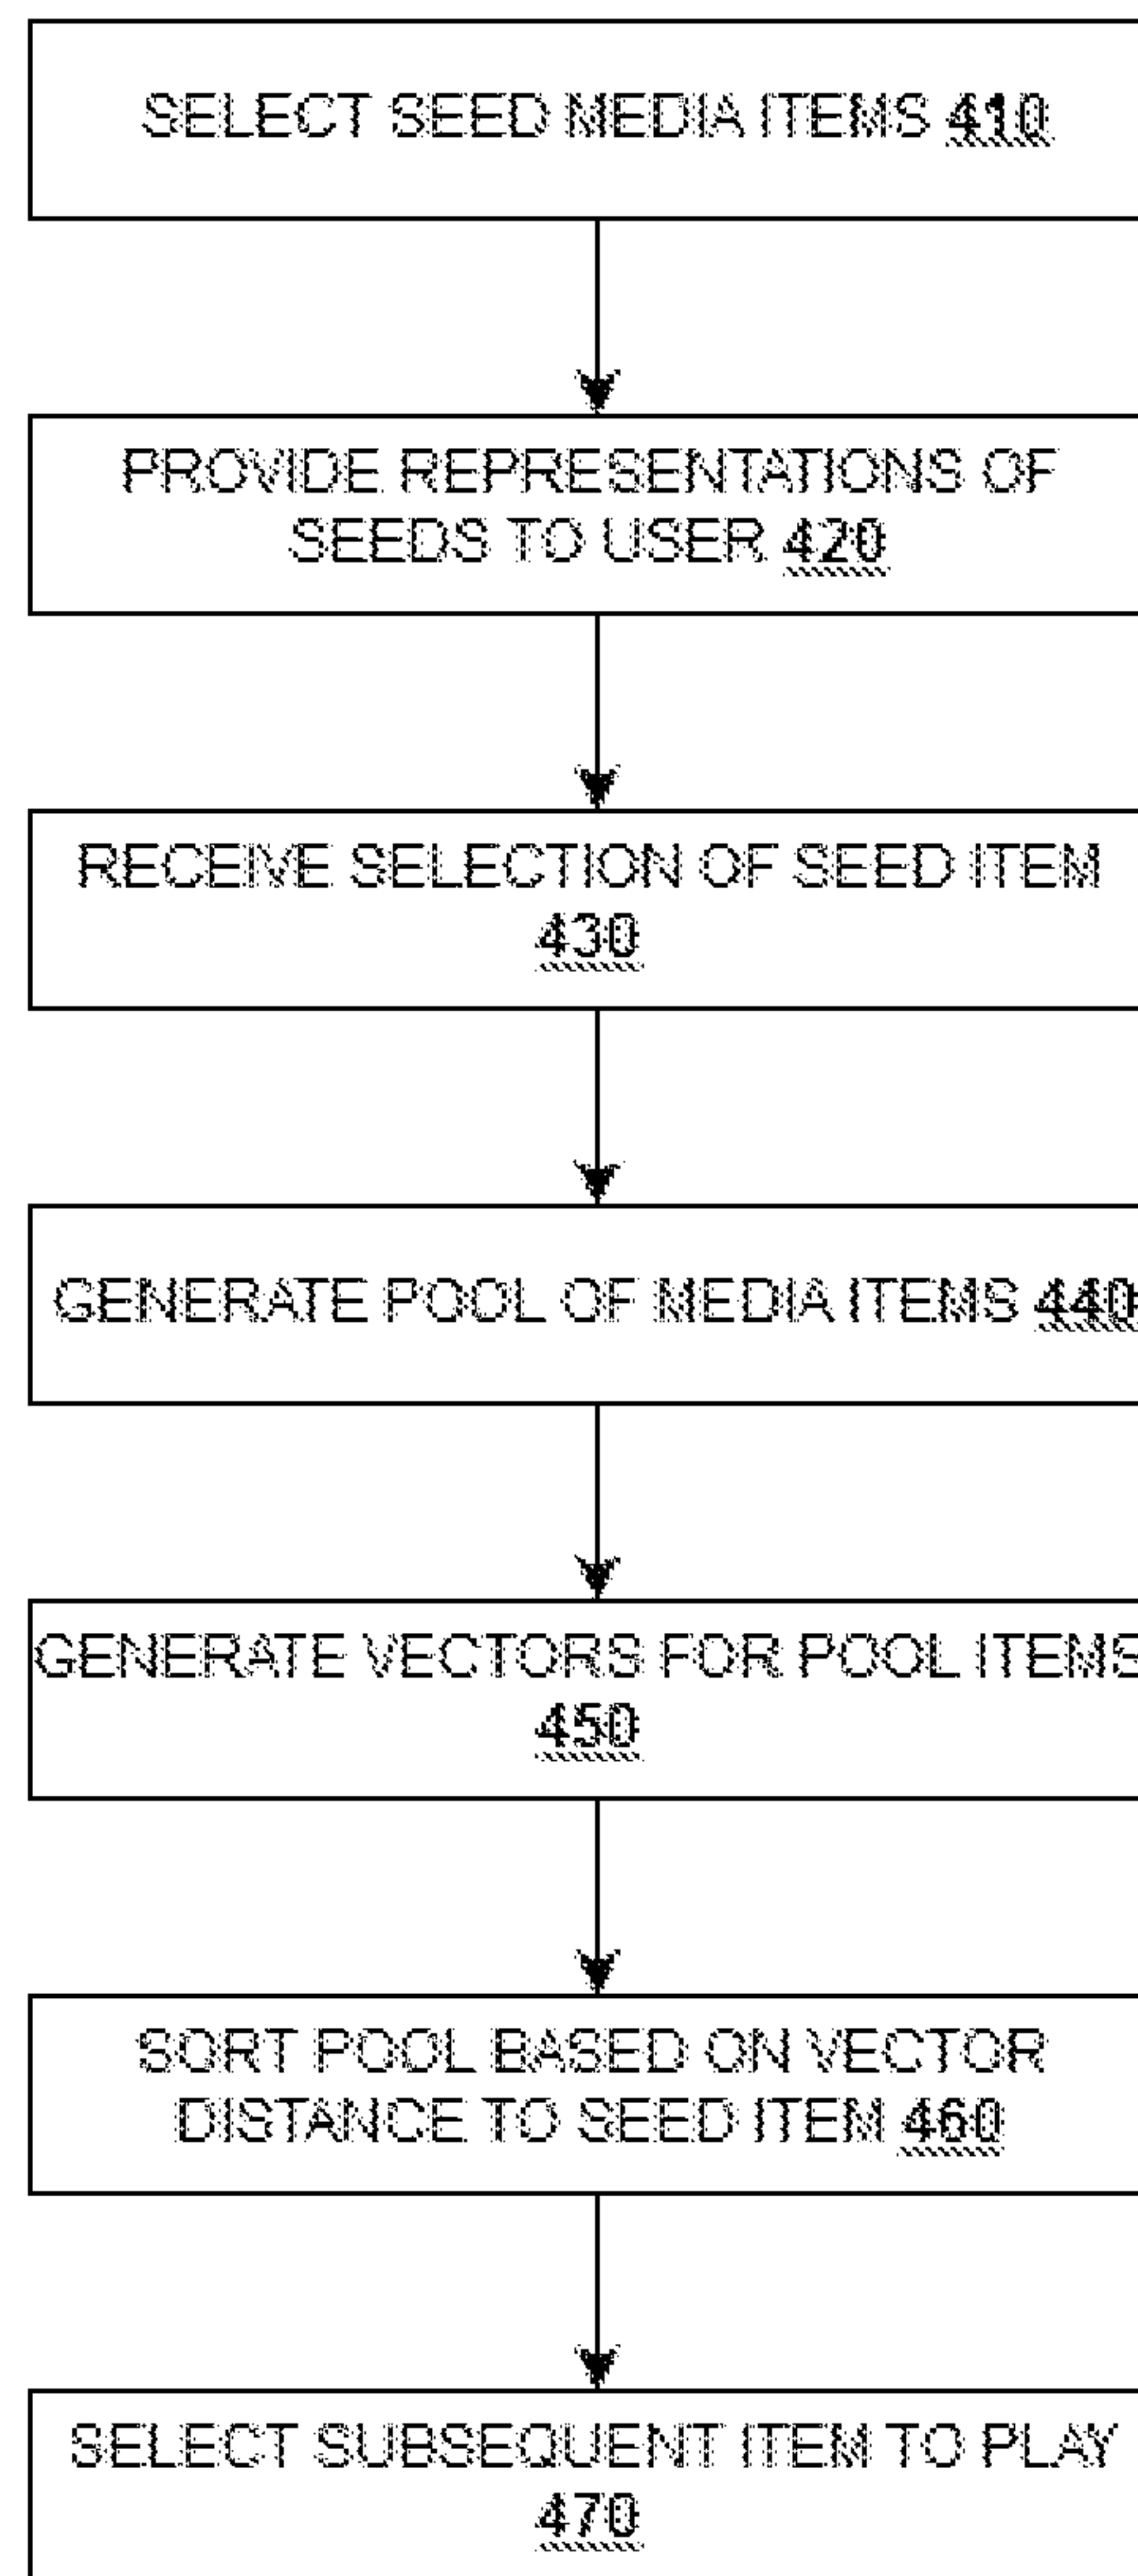 SELECT SEED MEDIA ITEMS 410
PROVIDE REPRESENTATIONS OF
SEEDS TO USER 420
RECEIVE SELECTION OF SEED ITEM
430
GENERATE POOL OF MEDIA ITEMS 440
GENERATE VECTORS FOR POOL ITEMS
450
SORT POOL BASED ON VECTOR
DISTANCE TO SEED ITEM 460
SELECT SUBSEQUENT ITEM TO PLAY
470